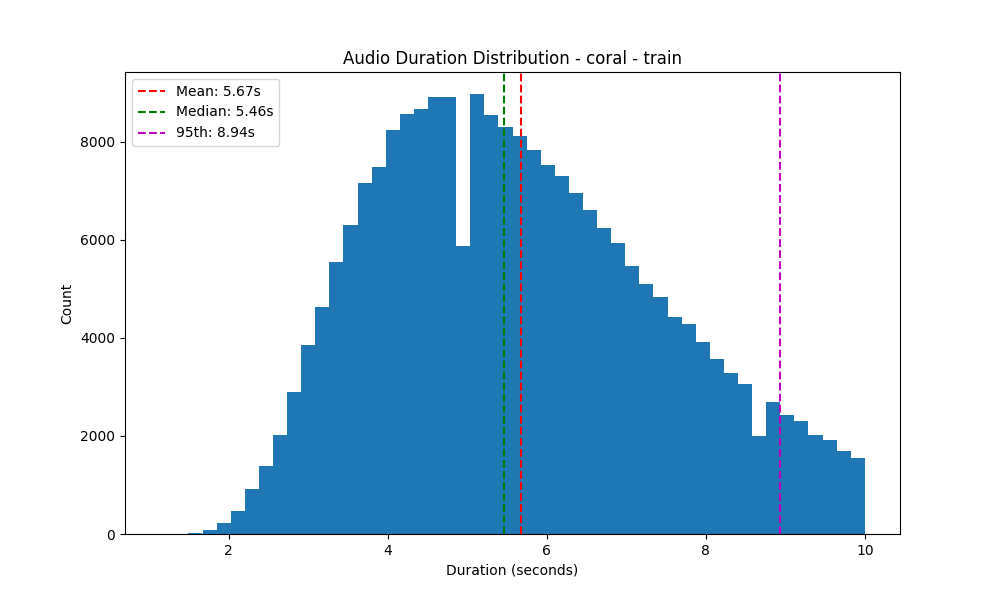 Audio Duration Distribution - coral - train
Mean: 5.67s
Median: 5.46s
95th: 8.94s
8000
6000
4000
2000
0
Count
2
4
6
8
10
Duration (seconds)